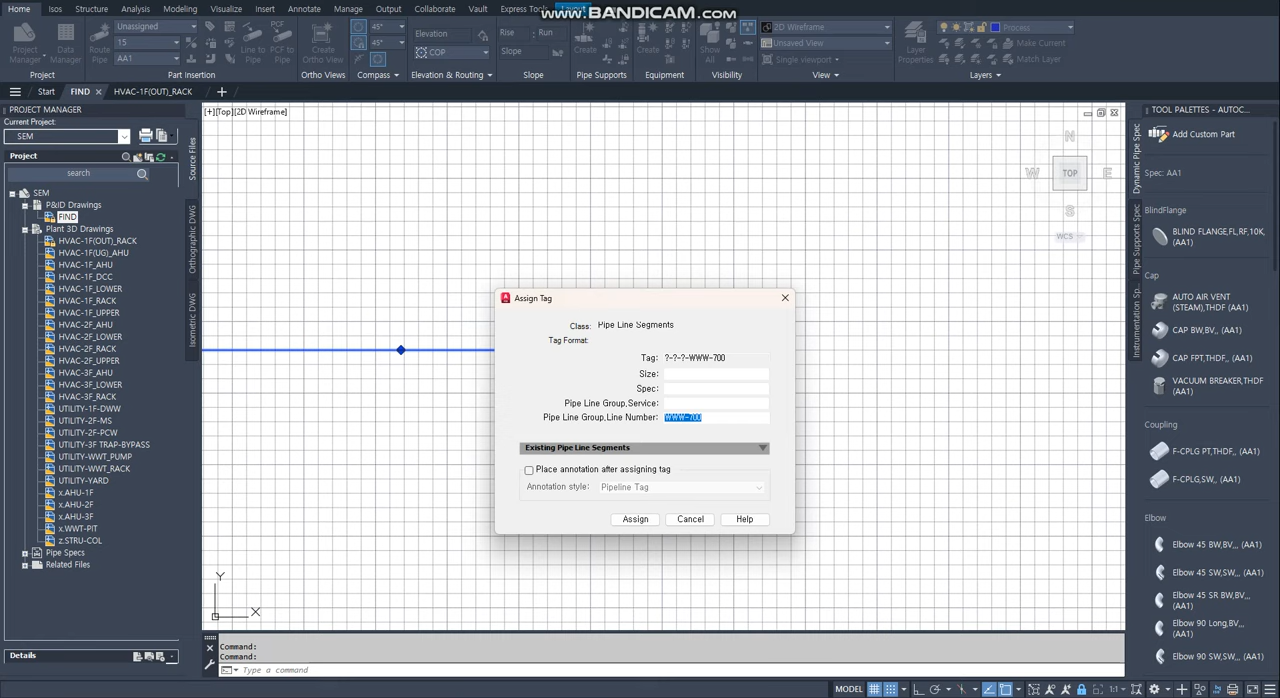 www.BANDICAM.com
Home Isos Structure Analysis Modeling Visualize Insert Annotate Manage Output Collaborate Vault Express Tools Layout
Project Manager Data Manager Route Pipe Unassigned 15 AA1 Line to Pipe PCF to Pipe Create Ortho View 45° 45° Elevation COP Rise Run Slope Create Create Show All 2D Wireframe Unsaved View Single viewport Layer Properties Process Make Current Match Layer
Project Part Insertion Ortho Views Compass Elevation & Routing Slope Pipe Supports Equipment Visibility View Layers
Start FIND HVAC-1F(OUT)_RACK
PROJECT MANAGER
Current Project:
SEM
Project
search
SEM
P&ID Drawings
FIND
Plant 3D Drawings
HVAC-1F(OUT)_RACK
HVAC-1F(UG)_AHU
HVAC-1F_AHU
HVAC-1F_DCC
HVAC-1F_LOWER
HVAC-1F_RACK
HVAC-1F_UPPER
HVAC-2F_AHU
HVAC-2F_LOWER
HVAC-2F_RACK
HVAC-2F_UPPER
HVAC-3F_AHU
HVAC-3F_LOWER
HVAC-3F_RACK
UTILITY-1F-DWW
UTILITY-2F-MS
UTILITY-2F-PCW
UTILITY-3F TRAP-BYPASS
UTILITY-WWT_PUMP
UTILITY-WWT_RACK
UTILITY-YARD
x.AHU-1F
x.AHU-2F
x.AHU-3F
x.WWT-PIT
z.STRU-COL
Pipe Specs
Related Files
Details
Source Files
Orthographic DWG
Isometric DWG
[+][Top][2D Wireframe]
N
W TOP E
S
WCS
Y
X
Assign Tag
Class: Pipe Line Segments
Tag Format:
Tag: ?-?-?-WWW-700
Size:
Spec:
Pipe Line Group,Service:
Pipe Line Group,Line Number: WWW-700
Existing Pipe Line Segments
Place annotation after assigning tag
Annotation style: Pipeline Tag
Assign Cancel Help
Command:
Command:
Type a command
MODEL 1:1
TOOL PALETTES - AUTOC...
Dynamic Pipe Spec
Pipe Supports Spec
Instrumentation Sp...
Add Custom Part
Spec: AA1
BlindFlange
BLIND FLANGE,FL,RF,10K,
(AA1)
Cap
AUTO AIR VENT
(STEAM),THDF (AA1)
CAP BW,BV,, (AA1)
CAP FPT,THDF,, (AA1)
VACUUM BREAKER,THDF
(AA1)
Coupling
F-CPLG PT,THDF,, (AA1)
F-CPLG,SW,, (AA1)
Elbow
Elbow 45 BW,BV,,, (AA1)
Elbow 45 SW,SW,,, (AA1)
Elbow 45 SR BW,BV,,,
(AA1)
Elbow 90 Long,BV,,,
(AA1)
Elbow 90 SW,SW,,, (AA1)